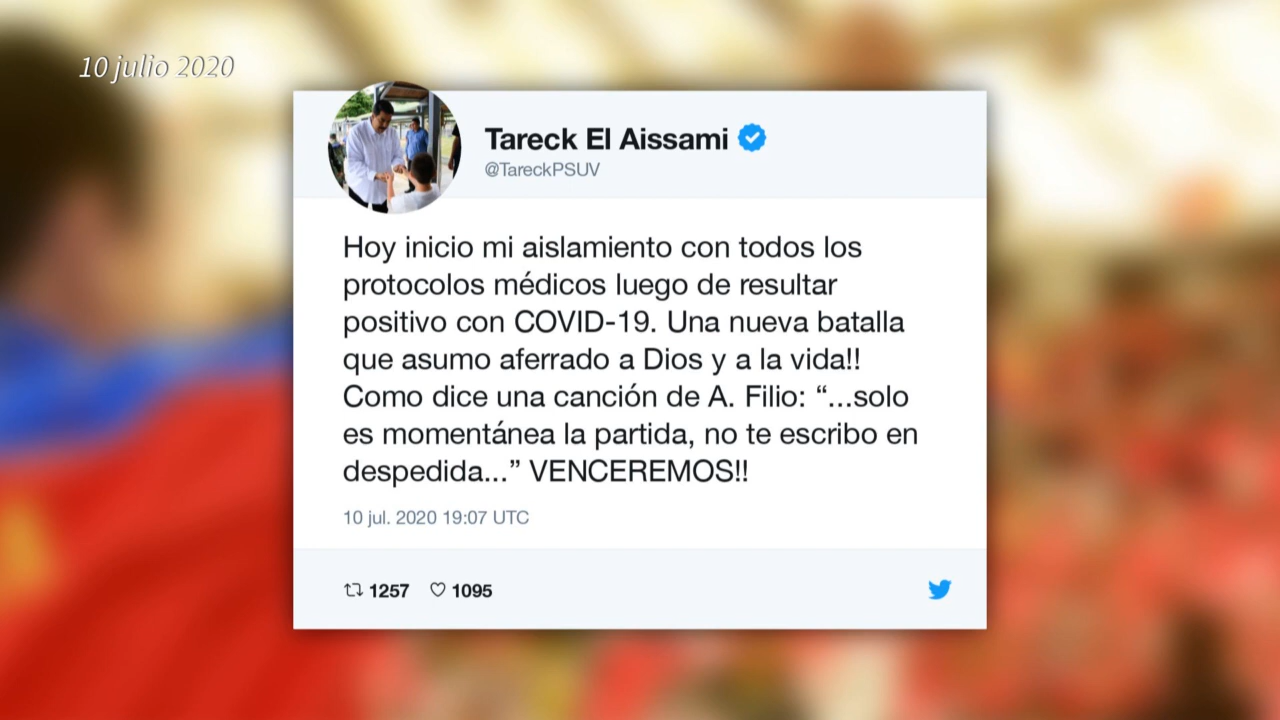 10 julio 2020
Tareck El Aissami
@TareckPSUV
Hoy inicio mi aislamiento con todos los
protocolos médicos luego de resultar
positivo con COVID-19. Una nueva batalla
que asumo aferrado a Dios y a la vida!!
Como dice una canción de A. Filio: “...solo
es momentánea la partida, no te escribo en
despedida...” VENCEREMOS!!
10 jul. 2020 19:07 UTC
1257 1095